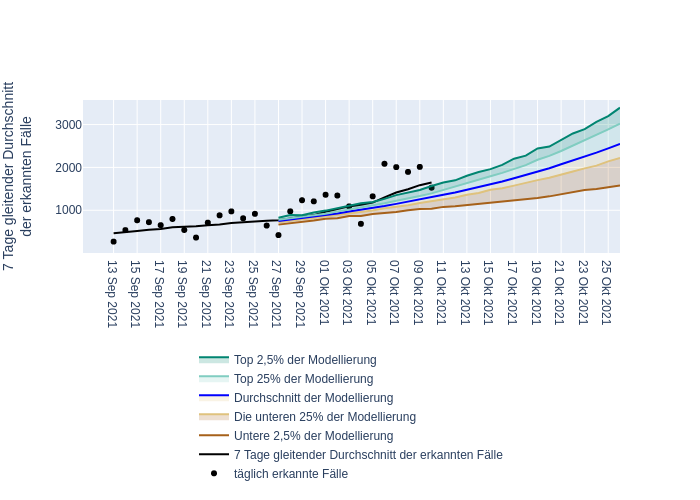 7 Tage gleitender Durchschnitt
der erkannten Fälle
3000
2000
1000
13 Sep 2021
15 Sep 2021
17 Sep 2021
19 Sep 2021
21 Sep 2021
23 Sep 2021
25 Sep 2021
27 Sep 2021
29 Sep 2021
01 Okt 2021
03 Okt 2021
05 Okt 2021
07 Okt 2021
09 Okt 2021
11 Okt 2021
13 Okt 2021
15 Okt 2021
17 Okt 2021
19 Okt 2021
21 Okt 2021
23 Okt 2021
25 Okt 2021
Top 2,5% der Modellierung
Top 25% der Modellierung
Durchschnitt der Modellierung
Die unteren 25% der Modellierung
Untere 2,5% der Modellierung
7 Tage gleitender Durchschnitt der erkannten Fälle
täglich erkannte Fälle